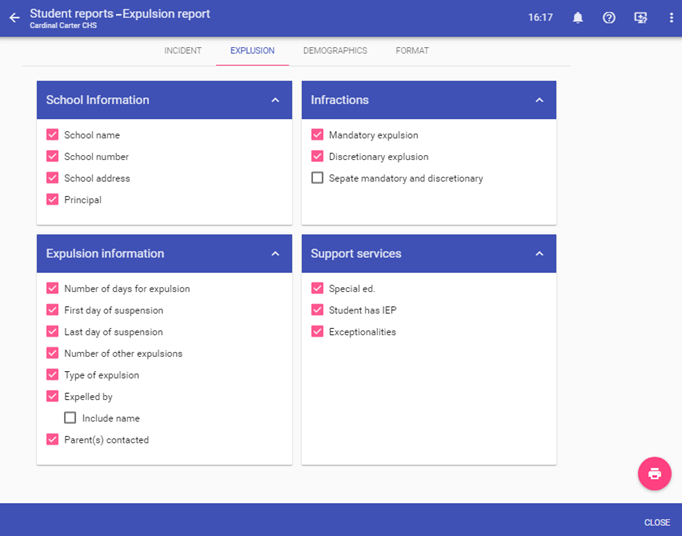 Student reports – Expulsion report
Cardinal Carter CHS
16:17
INCIDENT
EXPLUSION
DEMOGRAPHICS
FORMAT
School Information
School name
School number
School address
Principal
Infractions
Mandatory expulsion
Discretionary explusion
Sepate mandatory and discretionary
Expulsion information
Number of days for expulsion
First day of suspension
Last day of suspension
Number of other expulsions
Type of expulsion
Expelled by
Include name
Parent(s) contacted
Support services
Special ed.
Student has IEP
Exceptionalities
CLOSE